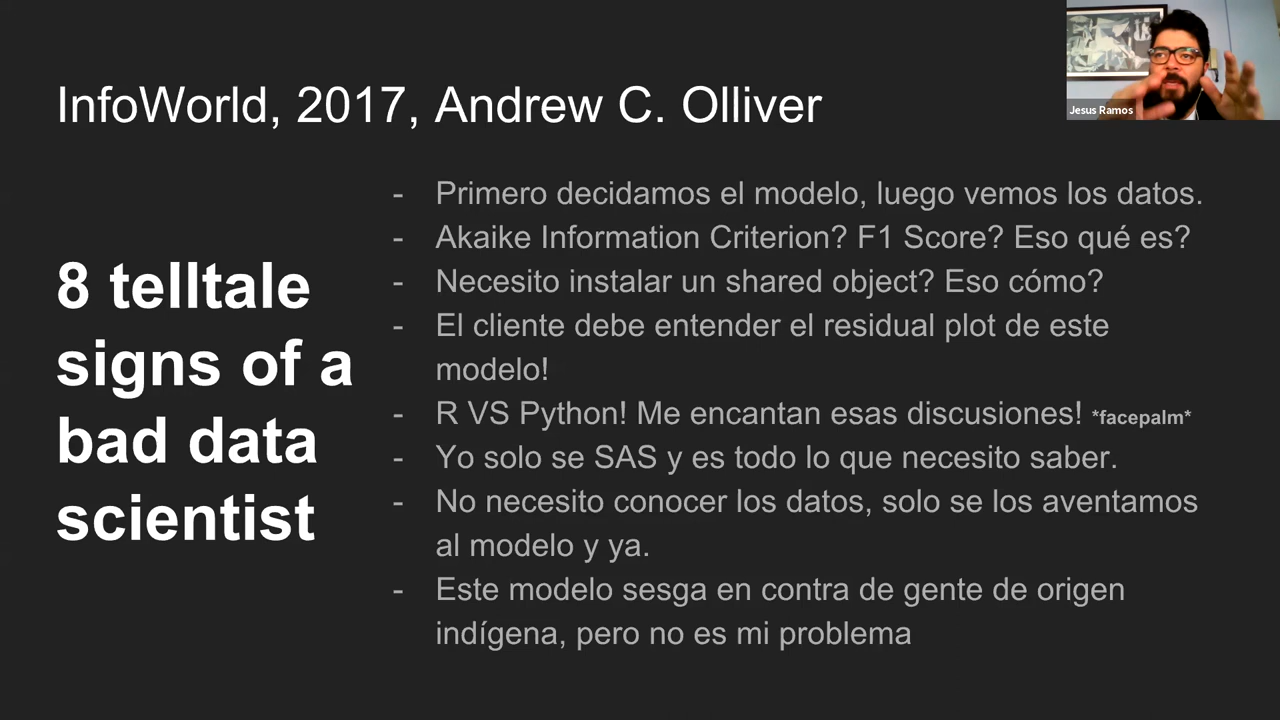 InfoWorld, 2017, Andrew C. Olliver
Jesus Ramos
8 telltale
signs of a
bad data
scientist
- Primero decidamos el modelo, luego vemos los datos.
- Akaike Information Criterion? F1 Score? Eso qué es?
- Necesito instalar un shared object? Eso cómo?
- El cliente debe entender el residual plot de este
modelo!
- R VS Python! Me encantan esas discusiones! *facepalm*
- Yo solo se SAS y es todo lo que necesito saber.
- No necesito conocer los datos, solo se los aventamos
al modelo y ya.
- Este modelo sesga en contra de gente de origen
indígena, pero no es mi problema